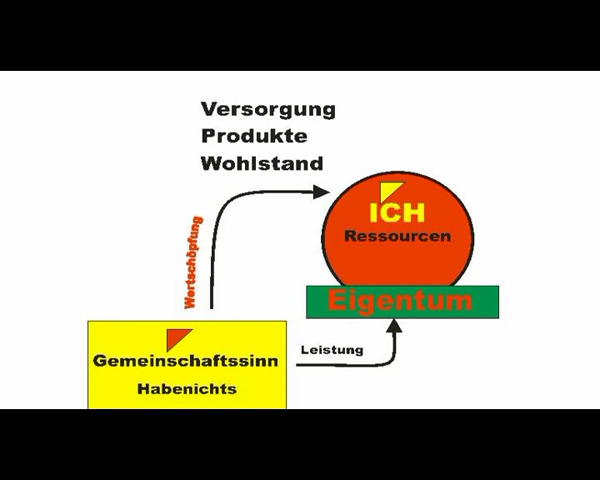 Versorgung
Produkte
Wohlstand
ICH
Ressourcen
Wertschöpfung
Eigentum
Leistung
Gemeinschaftssinn
Habenichts